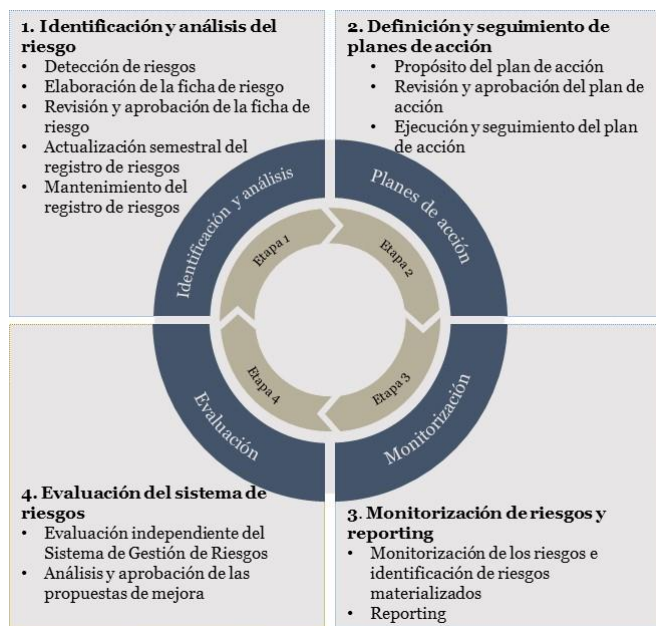 1. Identificación y análisis del
riesgo
• Detección de riesgos
• Elaboración de la ficha de riesgo
• Revisión y aprobación de la ficha de
riesgo
• Actualización semestral del
registro de riesgos
• Mantenimiento del
registro de riesgos
2. Definición y seguimiento de
planes de acción
• Propósito del plan de acción
• Revisión y aprobación del plan de
acción
• Ejecución y seguimiento del plan
de acción
Identificación y análisis
Planes de acción
Etapa 1
Etapa 2
Etapa 4
Etapa 3
Evaluación
Monitorización
4. Evaluación del sistema de
riesgos
• Evaluación independiente del
Sistema de Gestión de Riesgos
• Análisis y aprobación de las
propuestas de mejora
3. Monitorización de riesgos y
reporting
• Monitorización de los riesgos e
identificación de riesgos
materializados
• Reporting